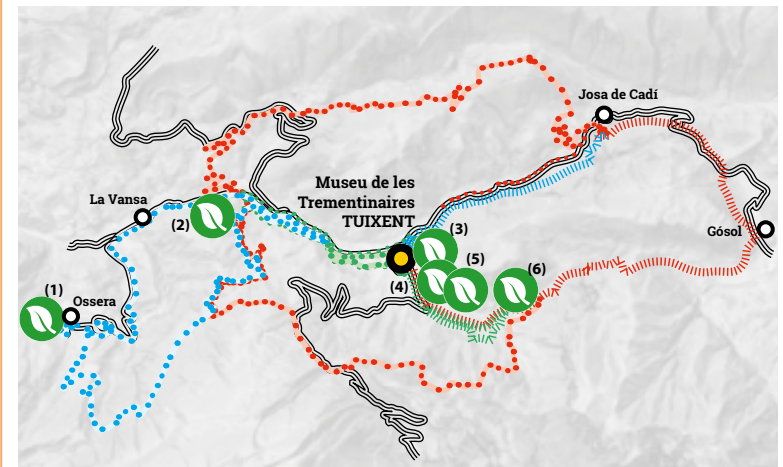 Josa de Cadí
Museu de les
Trementinaires
TUIXENT
La Vansa
(2)
(3)
Gósol
(5)
(6)
(4)
(1)
Ossera